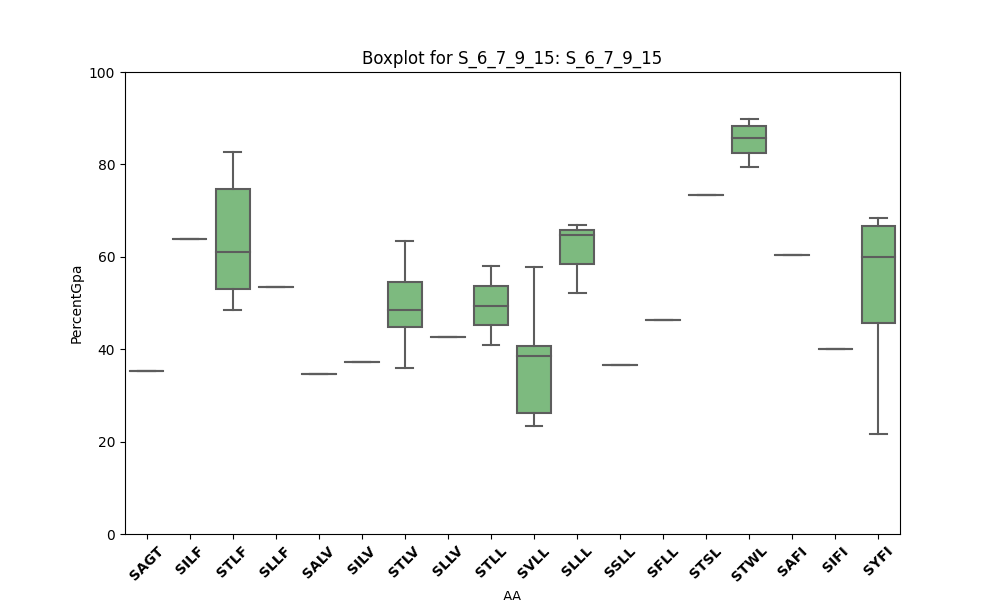 Boxplot for S_6_7_9_15: S_6_7_9_15
PercentGpa
100
80
60
40
20
0
SAGT SILF STLF SLLF SALV SILV STLV SLLV STLL SVLL SLLL SSLL SFLL STSL STWL SAFI SIFI SYFI
AA